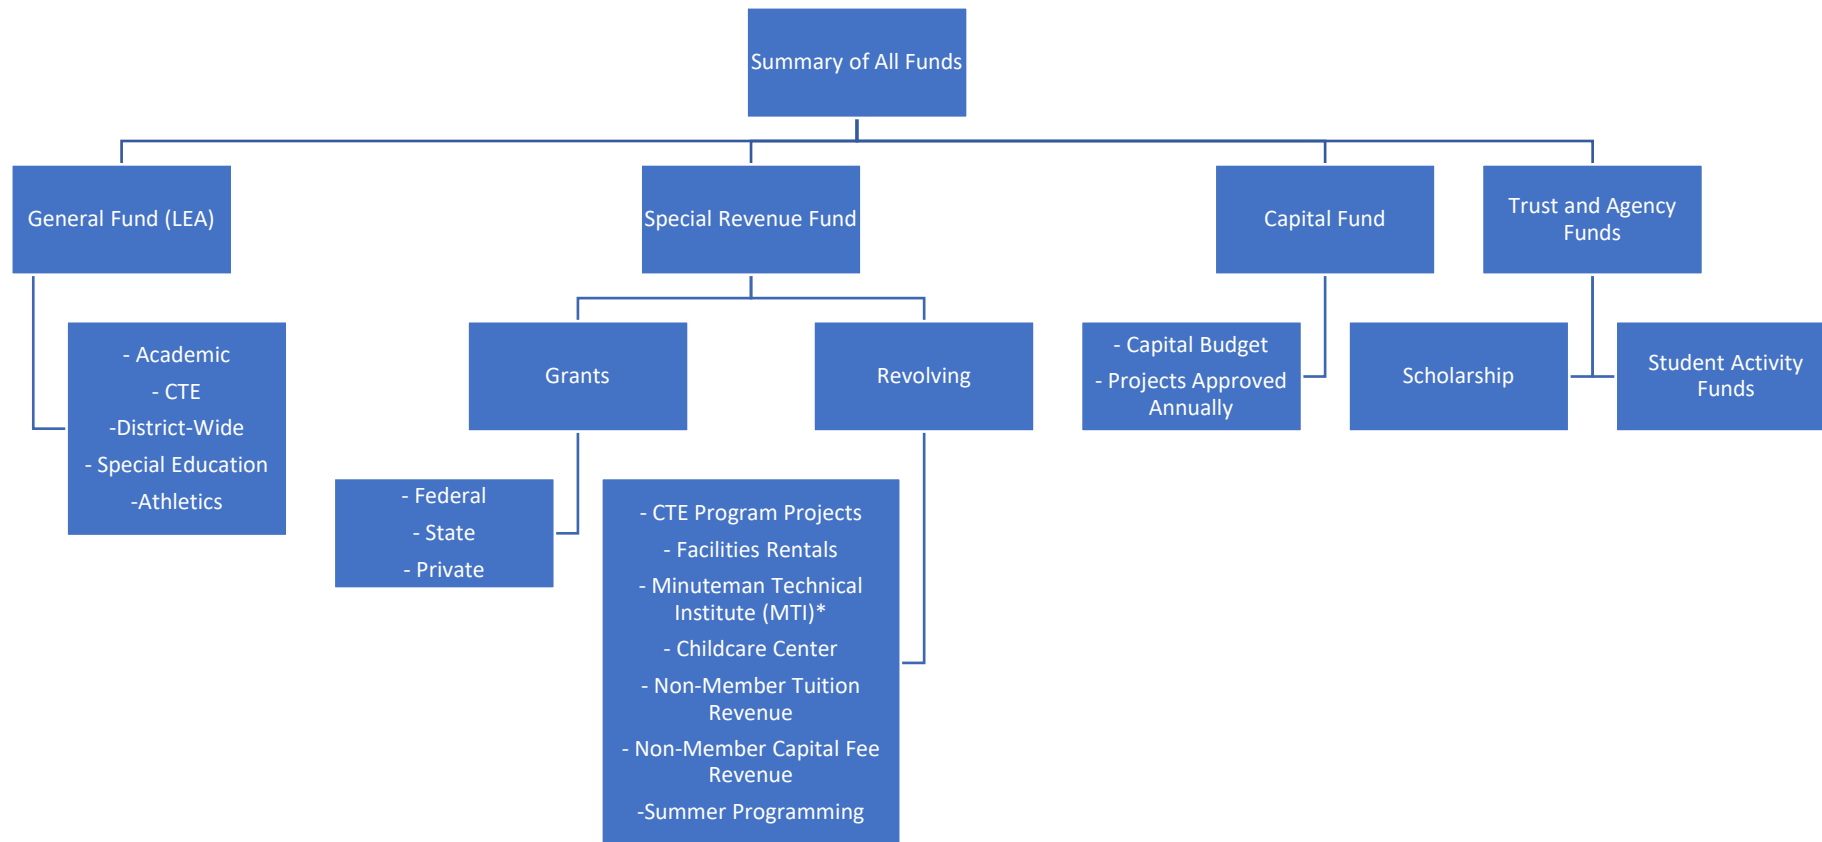 Summary of All Funds
General Fund (LEA)
Special Revenue Fund
Capital Fund
Trust and Agency
Funds
- Academic
- CTE
-District-Wide
- Special Education
-Athletics
Grants
Revolving
- Capital Budget
- Projects Approved
Annually
Scholarship
Student Activity
Funds
- Federal
- State
- Private
- CTE Program Projects
- Facilities Rentals
- Minuteman Technical
Institute (MTI)*
- Childcare Center
- Non-Member Tuition
Revenue
- Non-Member Capital Fee
Revenue
-Summer Programming